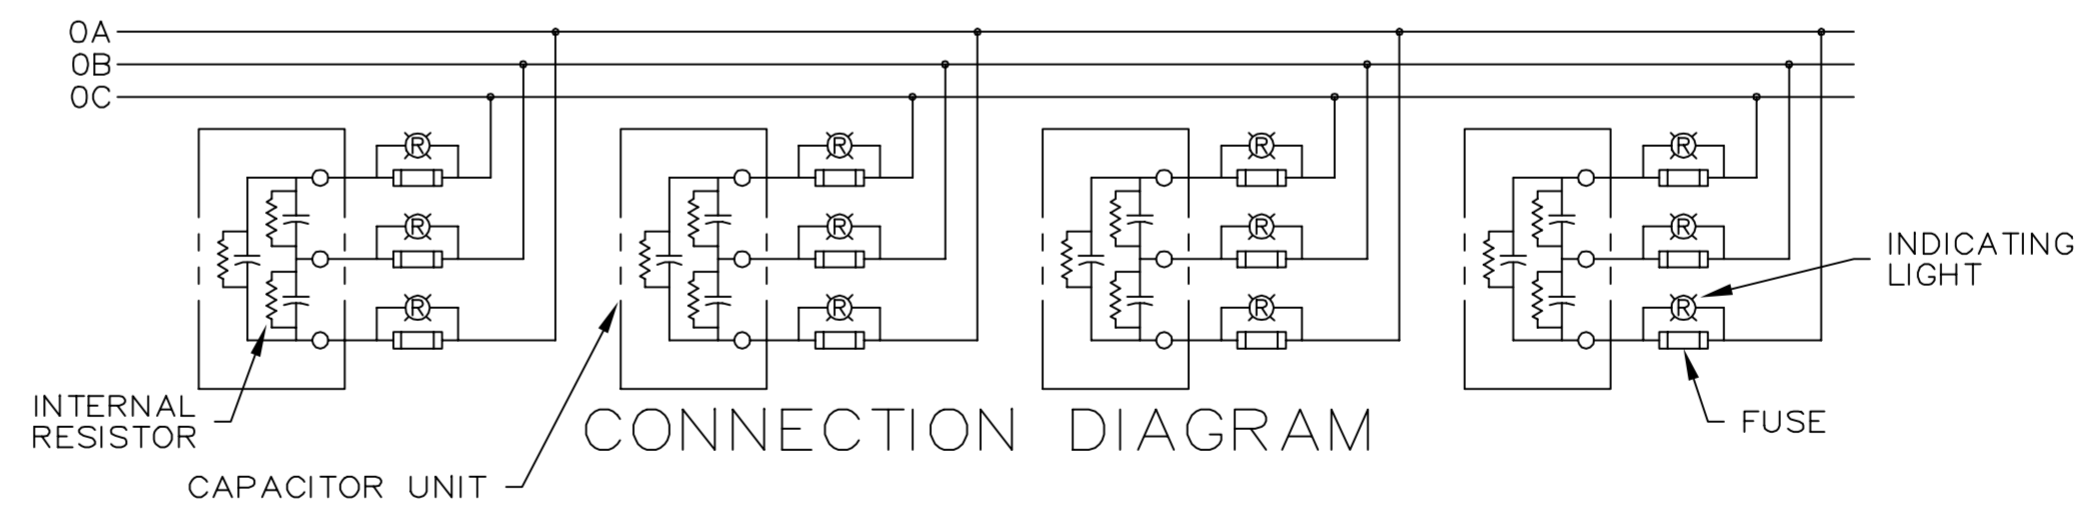 0A
0B
0C
R R R R
R R R R
R R R R
INDICATING
LIGHT
INTERNAL
RESISTOR
CONNECTION DIAGRAM
FUSE
CAPACITOR UNIT